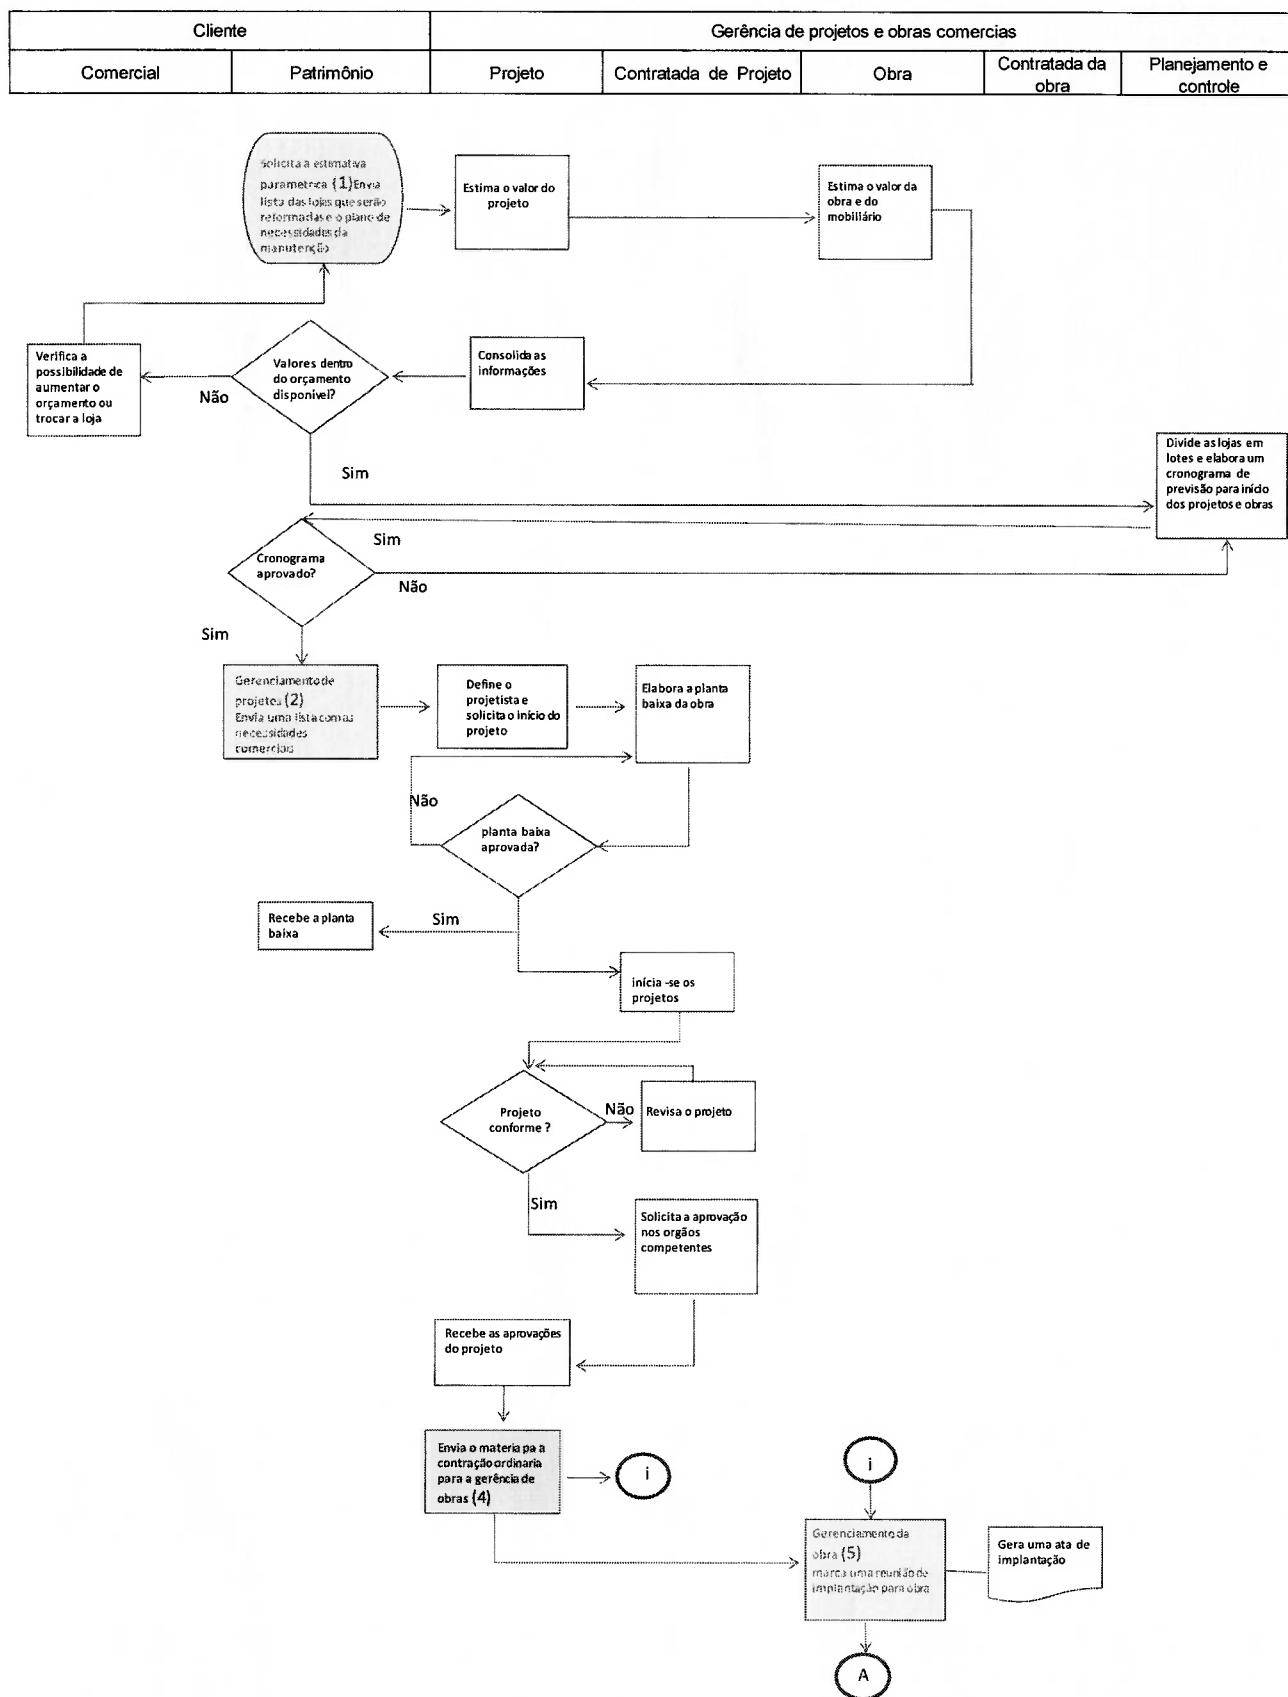 Cliente
Gerência de projetos e obras comercias
Comercial
Patrimônio
Projeto
Contratada de Projeto
Obra
Contratada da
obra
Planejamento e
controle
Solicita a estimativa
parametrica (1)Envia
lista das lojas que serão
reformadas e o plano de
necessidades da
manutenção
Estima o valor do
projeto
Estima o valor da
obra e do
mobiliário
Verifica a
possibilidade de
aumentar o
orçamento ou
trocar a loja
Não
Valores dentro
do orçamento
disponível?
Consolida as
informações
Sim
Divide as lojas em
lotes e elabora um
cronograma de
previsão para início
dos projetos e obras
Sim
Cronograma
aprovado?
Não
Sim
Gerenciamento de
projetos (2)
Envia uma lista com as
necessidades
comerciais
Define o
projetista e
solicita o início do
projeto
Elabora a planta
baixa da obra
Não
planta baixa
aprovada?
Recebe a planta
baixa
Sim
inícia -se os
projetos
Projeto
conforme ?
Não
Revisa o projeto
Sim
Solicita a aprovação
nos orgãos
competentes
Recebe as aprovações
do projeto
Envia o materia pa a
contração ordinaria
para a gerência de
obras (4)
i
i
Gerenciamento da
obra (5)
marca uma reunião de
implantação para obra
Gera uma ata de
implantação
A